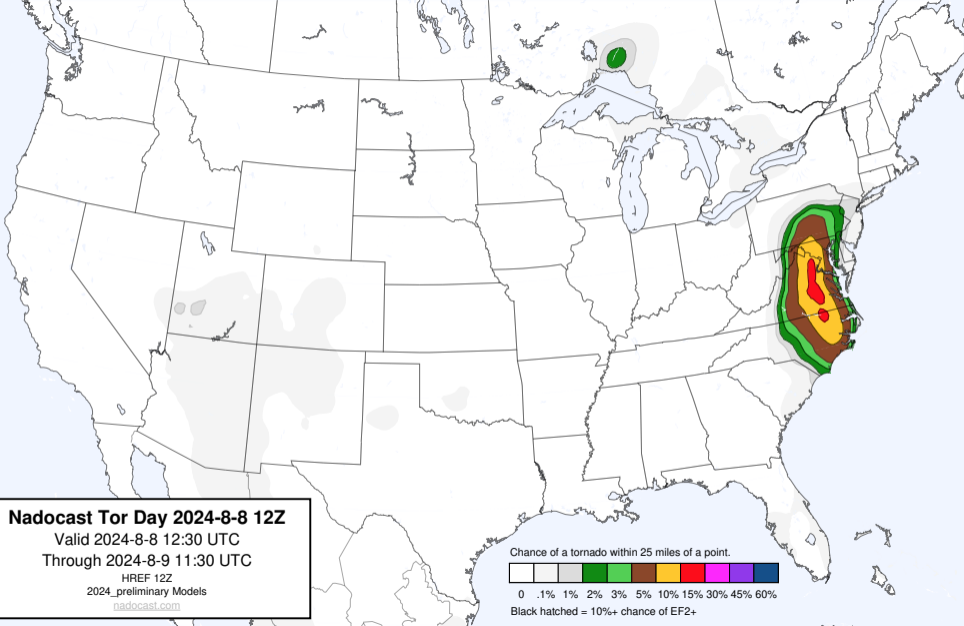 Nadocast Tor Day 2024-8-8 12Z
Valid 2024-8-8 12:30 UTC
Through 2024-8-9 11:30 UTC
HREF 12Z
2024_preliminary Models
nadocast.com
Chance of a tornado within 25 miles of a point.
0 .1% 1% 2% 3% 5% 10% 15% 30% 45% 60%
Black hatched = 10%+ chance of EF2+